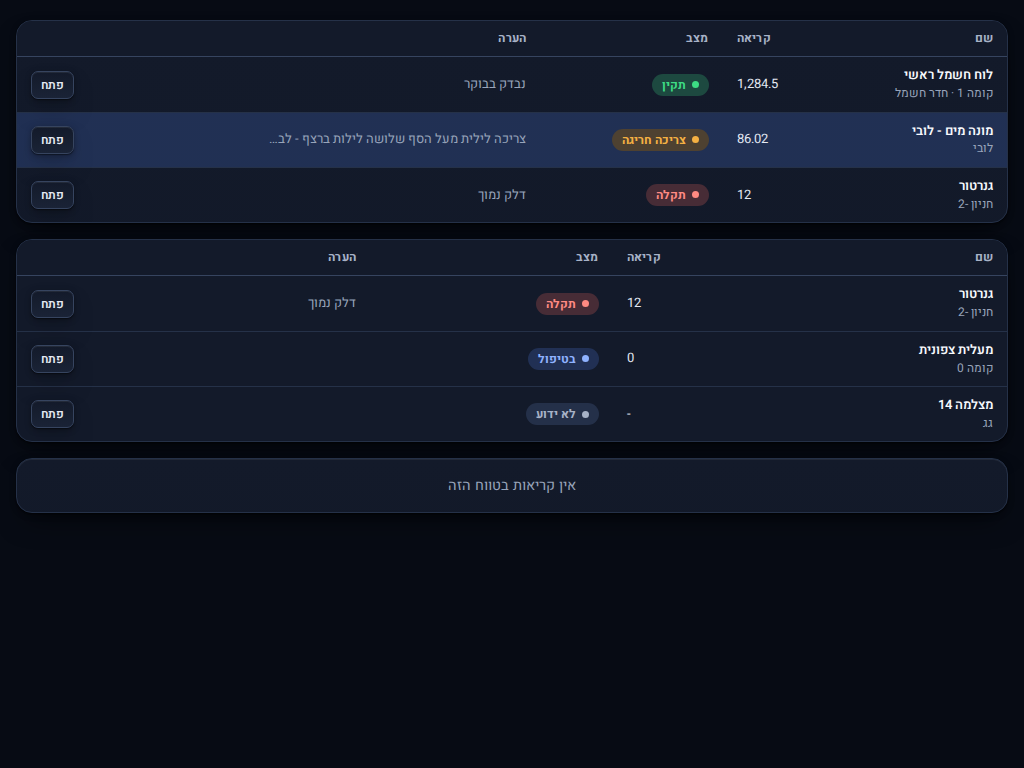 שם קריאה מצב הערה
לוח חשמל ראשי
קומה 1 · חדר חשמל
1,284.5 תקין נבדק בבוקר פתח
מונה מים - לובי
לובי
86.02 צריכה חריגה צריכה לילית מעל הסף שלושה לילות ברצף - לב... פתח
גנרטור
חניון -2
12 תקלה דלק נמוך פתח
שם קריאה מצב הערה
גנרטור
חניון -2
12 תקלה דלק נמוך פתח
מעלית צפונית
קומה 0
0 בטיפול פתח
מצלמה 14
גג
- לא ידוע פתח
אין קריאות בטווח הזה